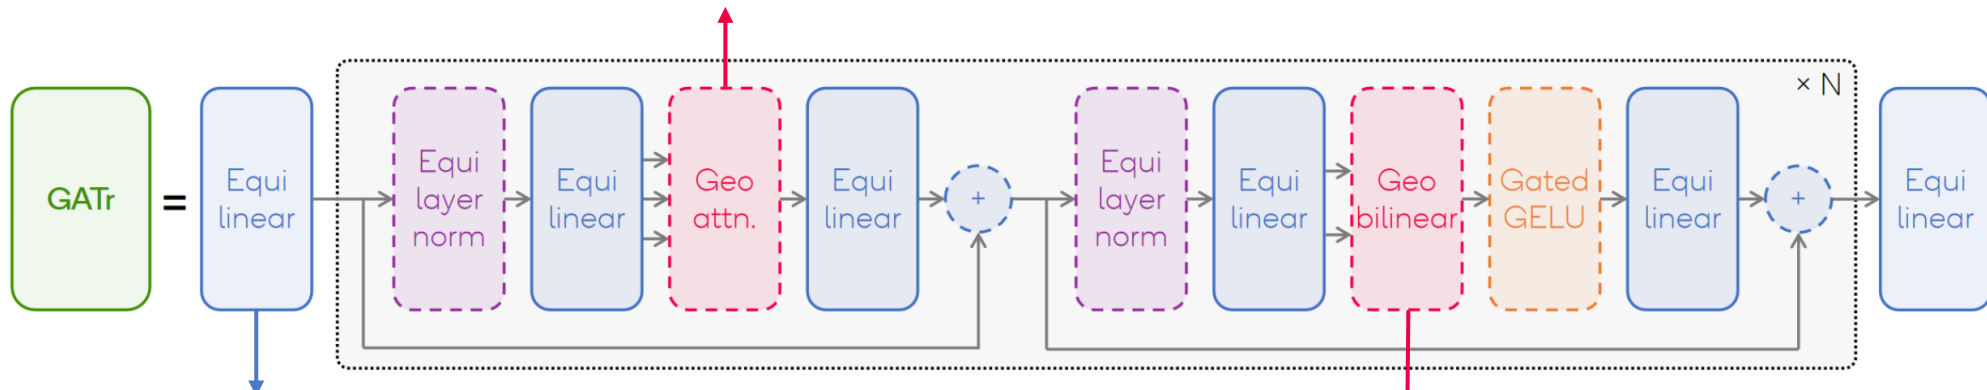 GATr
=
Equi
linear
Equi
layer
norm
Equi
linear
Geo
attn.
Equi
linear
+
Equi
layer
norm
Equi
linear
Geo
bilinear
Gated
GELU
Equi
linear
+
× N
Equi
linear